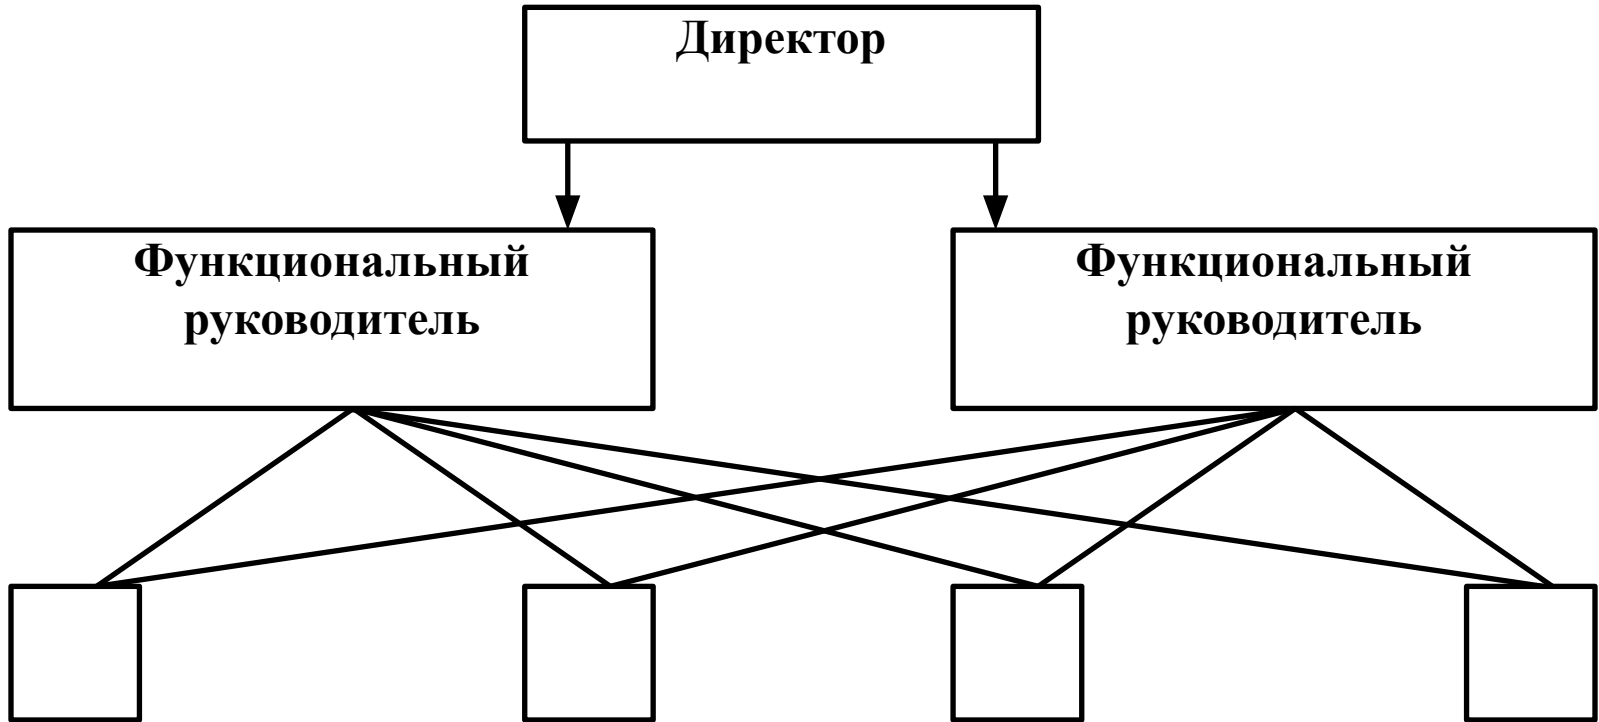 Директор
Функциональный
руководитель
Функциональный
руководитель